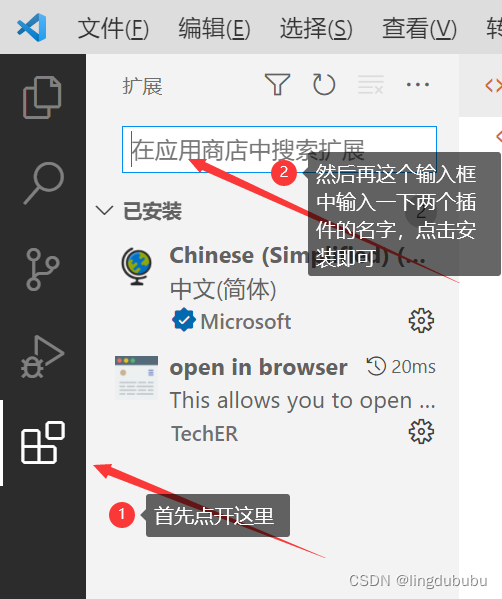 文件(F) 编辑(E) 选择(S) 查看(V) 转
扩展
在应用商店中搜索扩展
2
然后再这个输入框
中输入一下两个插
件的名字，点击安
装即可
已安装
2
Chinese (Simplified) (...
中文(简体)
Microsoft
open in browser 20ms
This allows you to open ...
TechER
1
首先点开这里
CSDN @lingdububu